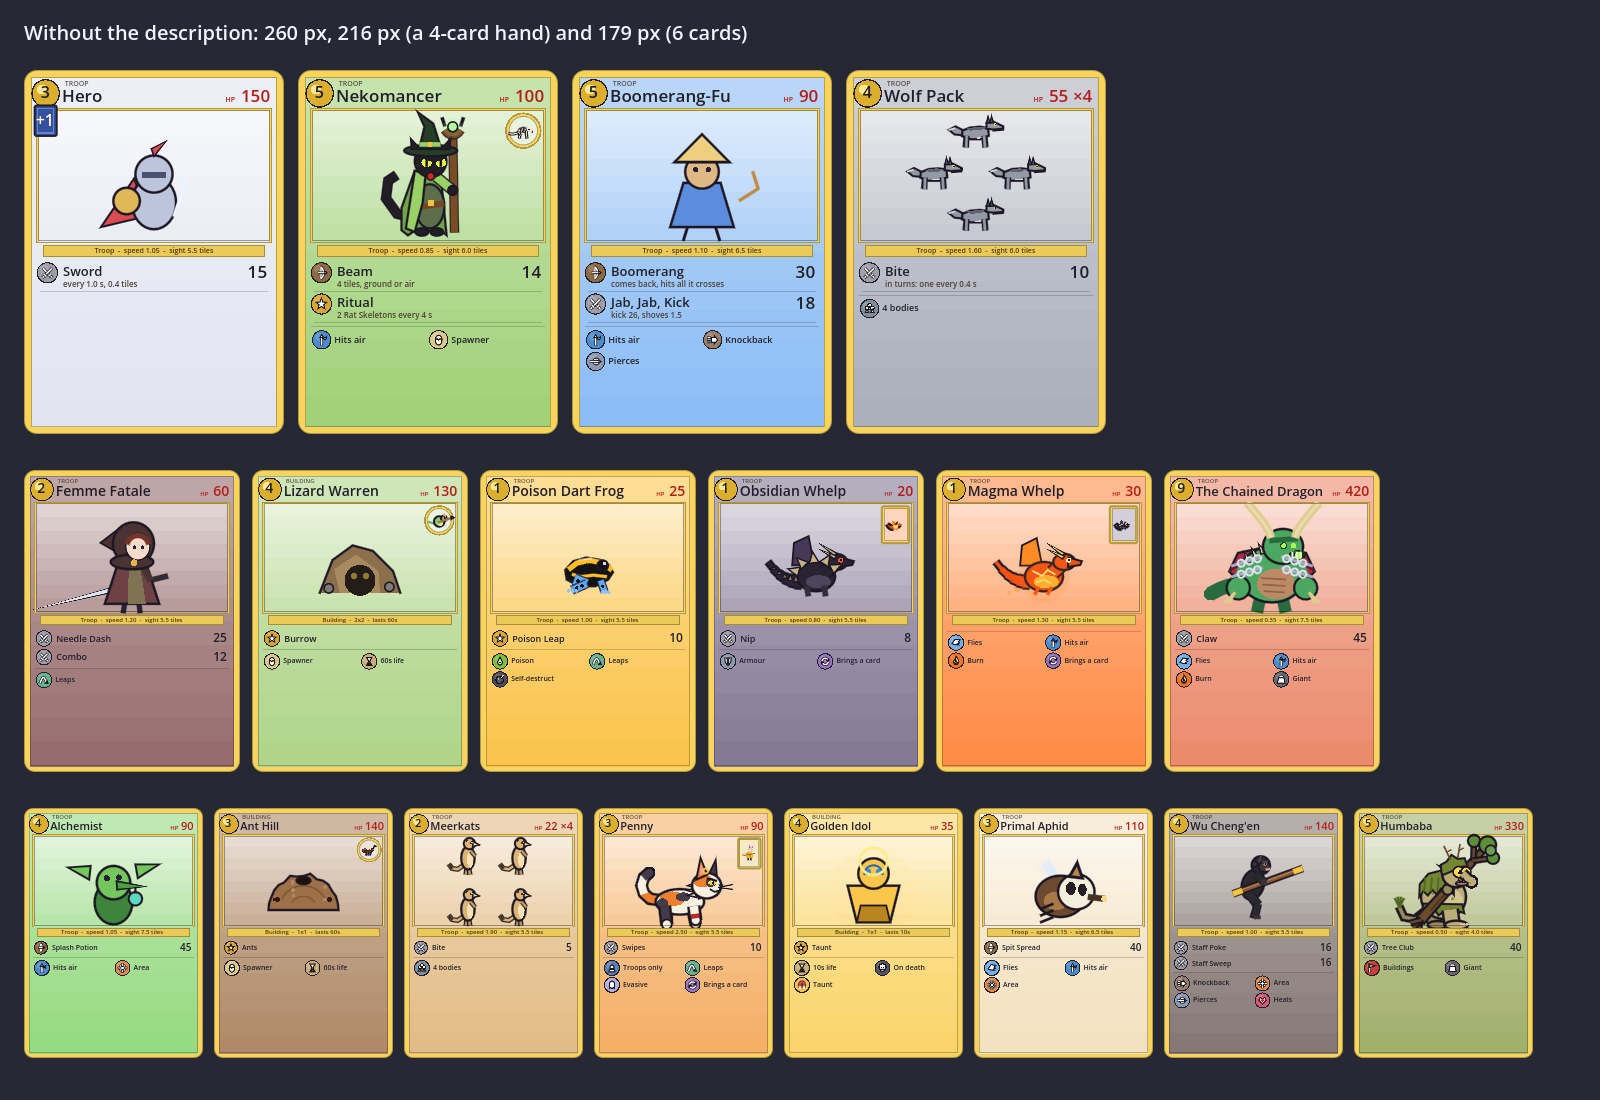 Without the description: 260 px, 216 px (a 4-card hand) and 179 px (6 cards)
3
TROOP
Hero
HP 150
+1
Troop - speed 1.05 - sight 5.5 tiles
Sword 15
every 1.0 s, 0.4 tiles
5
TROOP
Nekomancer
HP 100
Troop - speed 0.85 - sight 6.0 tiles
Beam 14
4 tiles, ground or air
Ritual
2 Rat Skeletons every 4 s
Hits air Spawner
5
TROOP
Boomerang-Fu
HP 90
Troop - speed 1.10 - sight 6.5 tiles
Boomerang 30
comes back, hits all it crosses
Jab, Jab, Kick 18
kick 26, shoves 1.5
Hits air Knockback
Pierces
4
TROOP
Wolf Pack
HP 55 ×4
Troop - speed 1.60 - sight 6.0 tiles
Bite 10
in turns: one every 0.4 s
4 bodies
2
TROOP
Femme Fatale
HP 60
Troop - speed 1.20 - sight 5.5 tiles
Needle Dash 25
Combo 12
Leaps
4
BUILDING
Lizard Warren
HP 130
Building - 2x2 - lasts 60s
Burrow
Spawner 60s life
1
TROOP
Poison Dart Frog
HP 25
Troop - speed 1.00 - sight 5.5 tiles
Poison Leap 10
Poison Leaps
Self-destruct
1
TROOP
Obsidian Whelp
HP 20
Troop - speed 0.80 - sight 5.5 tiles
Nip 8
Armour Brings a card
1
TROOP
Magma Whelp
HP 30
Troop - speed 1.30 - sight 5.5 tiles
Flies Hits air
Burn Brings a card
9
TROOP
The Chained Dragon
HP 420
Troop - speed 0.55 - sight 7.5 tiles
Claw 45
Flies Hits air
Burn Giant
4
TROOP
Alchemist
HP 90
Troop - speed 1.05 - sight 7.5 tiles
Splash Potion 45
Hits air Area
3
BUILDING
Ant Hill
HP 140
Building - 1x1 - lasts 60s
Ants
Spawner 60s life
2
TROOP
Meerkats
HP 22 ×4
Troop - speed 1.90 - sight 5.5 tiles
Bite 5
4 bodies
3
TROOP
Penny
HP 90
Troop - speed 2.50 - sight 5.5 tiles
Swipes 10
Troops only Leaps
Evasive Brings a card
4
BUILDING
Golden Idol
HP 35
Building - 1x1 - lasts 10s
Taunt
10s life On death
Taunt
3
TROOP
Primal Aphid
HP 110
Troop - speed 1.15 - sight 6.5 tiles
Spit Spread 40
Flies Hits air
Area
4
TROOP
Wu Cheng'en
HP 140
Troop - speed 1.00 - sight 5.5 tiles
Staff Poke 16
Staff Sweep 16
Knockback Area
Pierces Heals
5
TROOP
Humbaba
HP 330
Troop - speed 0.50 - sight 4.0 tiles
Tree Club 40
Buildings Giant